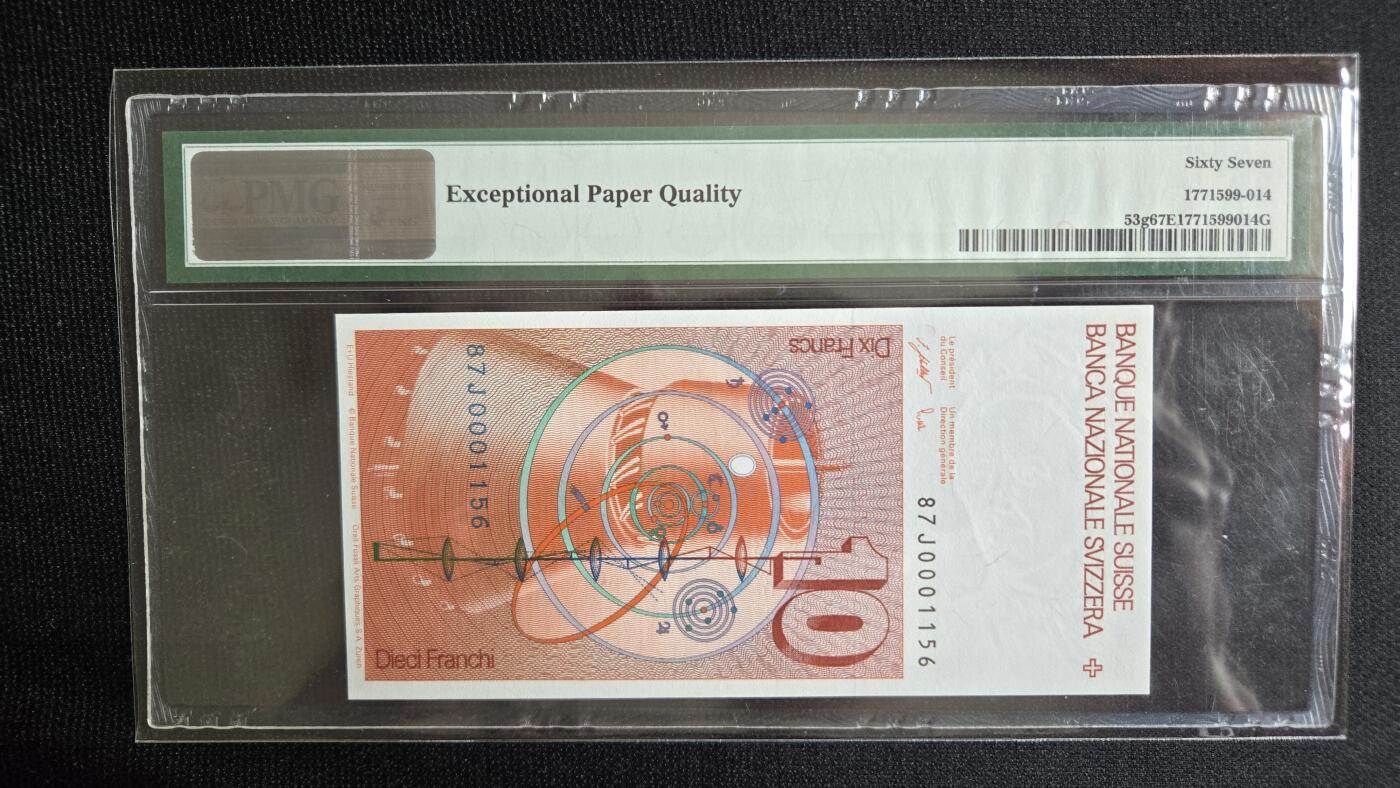 PMG
Exceptional Paper Quality
Sixty Seven
1771599-014
53g67E1771599014G
BANQUE NATIONALE SUISSE
BANCA NAZIONALE SVIZZERA
Le président
du Conseil
Un membre de la
Direction générale
87J0001156
10
Dix Francs
87J0001156
Dieci Franchi
E+U Hiestand © Banque Nationale Suisse Orell Füssli Arts Graphiques S.A. Zurich